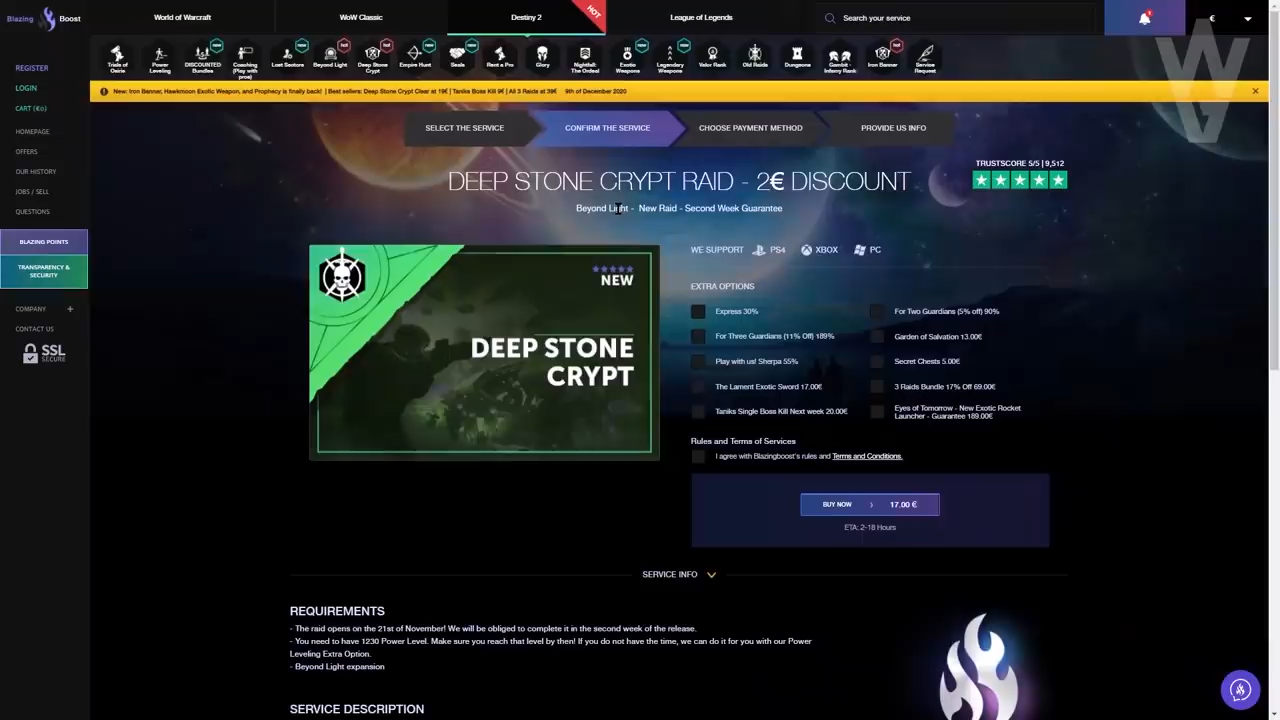 Blazing Boost
World of Warcraft
WoW Classic
Destiny 2
HOT
League of Legends
Search your service
€
REGISTER
LOGIN
CART (€0)
HOMEPAGE
OFFERS
OUR HISTORY
JOBS / SELL
QUESTIONS
BLAZING POINTS
TRANSPARENCY &
SECURITY
COMPANY +
CONTACT US
SSL
SECURE
Trials of
Osiris
Power
Leveling
new
DISCOUNTED
Bundles
Coaching
(Play with
pros)
new
Lost Sectors
hot
Beyond Light
hot
Deep Stone
Crypt
new
Empire Hunt
new
Seals
Rent a Pro
Glory
Nightfall:
The Ordeal
new
Exotic
Weapons
new
Legendary
Weapons
Valor Rank
Old Raids
Dungeons
Gambit -
Infamy Rank
hot
Iron Banner
Service
Request
New: Iron Banner, Hawkmoon Exotic Weapon, and Prophecy is finally back! | Best sellers: Deep Stone Crypt Clear at 19€ | Taniks Boss Kill 9€ | All 3 Raids at 39€ 9th of December 2020
SELECT THE SERVICE
CONFIRM THE SERVICE
CHOOSE PAYMENT METHOD
PROVIDE US INFO
TRUSTSCORE 5/5 | 9,512
DEEP STONE CRYPT RAID - 2€ DISCOUNT
Beyond Light - New Raid - Second Week Guarantee
NEW
DEEP STONE
CRYPT
WE SUPPORT PS4 XBOX PC
EXTRA OPTIONS
Express 30%
For Two Guardians (5% off) 90%
For Three Guardians (11% Off) 189%
Garden of Salvation 13.00€
Play with us! Sherpa 55%
Secret Chests 5.00€
The Lament Exotic Sword 17.00€
3 Raids Bundle 17% Off 69.00€
Taniks Single Boss Kill Next week 20.00€
Eyes of Tomorrow - New Exotic Rocket
Launcher - Guarantee 189.00€
Rules and Terms of Services
I agree with Blazingboost's rules and Terms and Conditions.
BUY NOW 17.00 €
ETA: 2-18 Hours
SERVICE INFO
REQUIREMENTS
- The raid opens on the 21st of November! We will be obliged to complete it in the second week of the release.
- You need to have 1230 Power Level. Make sure you reach that level by then! If you do not have the time, we can do it for you with our Power
Leveling Extra Option.
- Beyond Light expansion
SERVICE DESCRIPTION